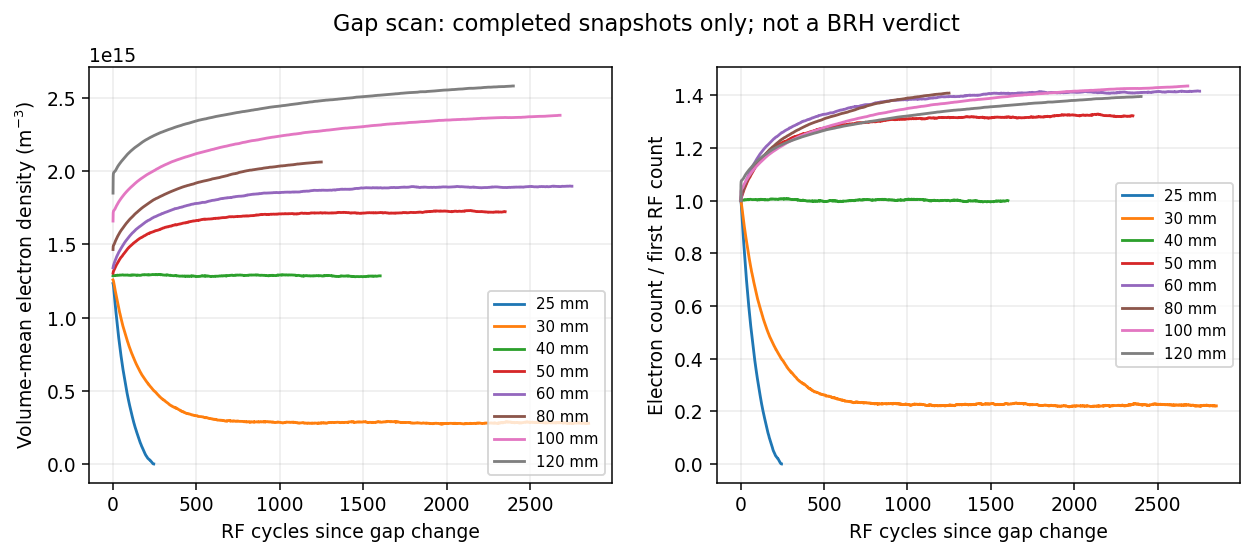 Gap scan: completed snapshots only; not a BRH verdict
1e15
Volume-mean electron density (m⁻³)
2.5
2.0
1.5
1.0
0.5
0.0
0
500
1000
1500
2000
2500
RF cycles since gap change
25 mm
30 mm
40 mm
50 mm
60 mm
80 mm
100 mm
120 mm
Electron count / first RF count
1.4
1.2
1.0
0.8
0.6
0.4
0.2
0.0
0
500
1000
1500
2000
2500
RF cycles since gap change
25 mm
30 mm
40 mm
50 mm
60 mm
80 mm
100 mm
120 mm